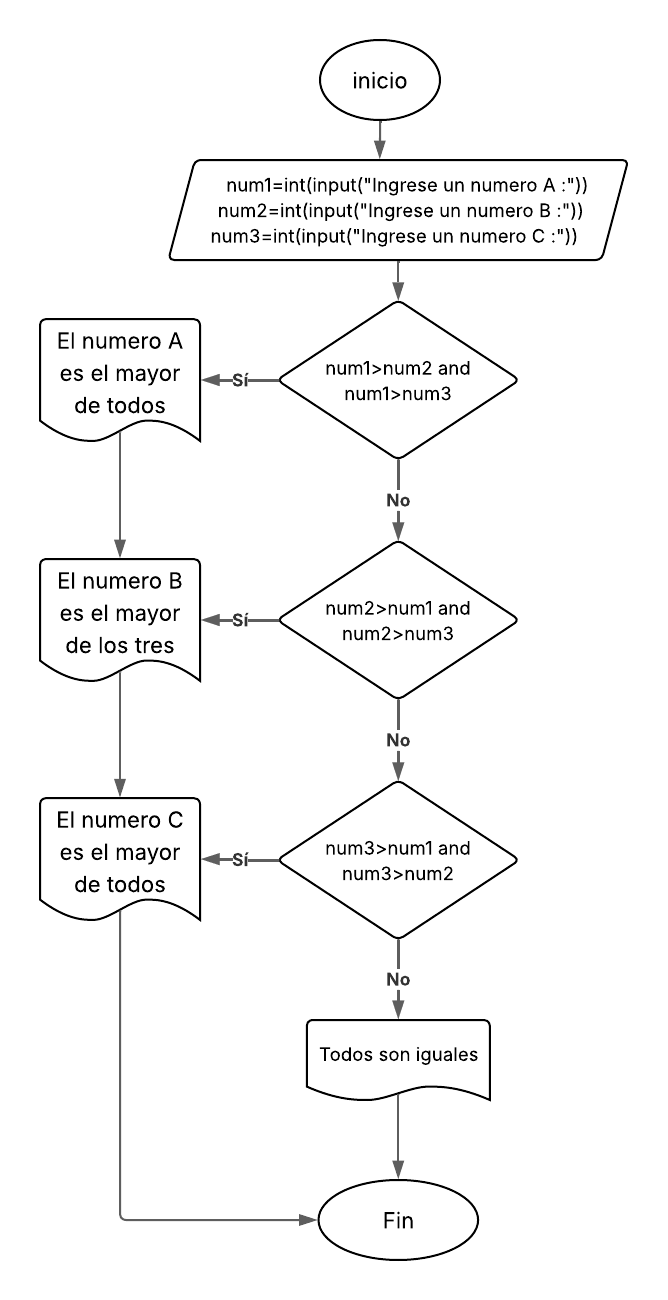 inicio
num1=int(input("Ingrese un numero A :"))
num2=int(input("Ingrese un numero B :"))
num3=int(input("Ingrese un numero C :"))
El numero A
es el mayor
de todos
Sí
num1>num2 and
num1>num3
No
El numero B
es el mayor
de los tres
Sí
num2>num1 and
num2>num3
No
El numero C
es el mayor
de todos
Sí
num3>num1 and
num3>num2
No
Todos son iguales
Fin